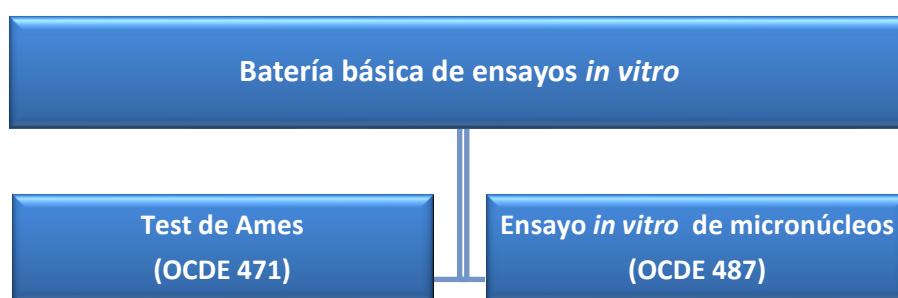 Batería básica de ensayos in vitro
Test de Ames
(OCDE 471)
Ensayo in vitro de micronúcleos
(OCDE 487)